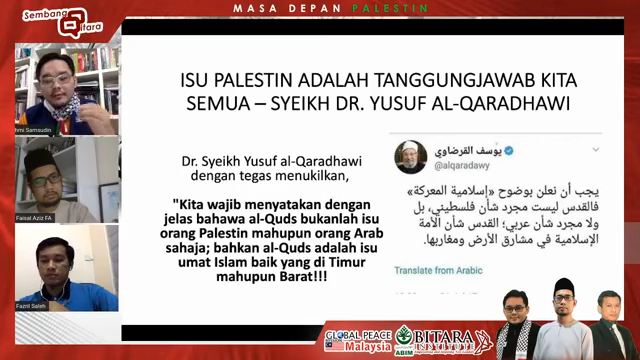 MASA DEPAN PALESTIN
Sembang
Bitara
ISU PALESTIN ADALAH TANGGUNGJAWAB KITA
SEMUA – SYEIKH DR. YUSUF AL-QARADHAWI
hmi Samsudin
Faisal Aziz FA
Fazril Saleh
Dr. Syeikh Yusuf al-Qaradhawi
dengan tegas menukilkan,
"Kita wajib menyatakan dengan
jelas bahawa al-Quds bukanlah isu
orang Palestin mahupun orang Arab
sahaja; bahkan al-Quds adalah isu
umat Islam baik yang di Timur
mahupun Barat!!!
يوسف القرضاوي
@alqaradawy
يجب أن نعلن بوضوح «إسلامية المعركة»
فالقدس ليست مجرد شأن فلسطيني، بل
ولا مجرد شأن عربي؛ القدس شأن الأمة
الإسلامية في مشارق الأرض ومغاربها.
Translate from Arabic
GLOBAL PEACE
Malaysia
ABIM
BITARA
INSTITUTE